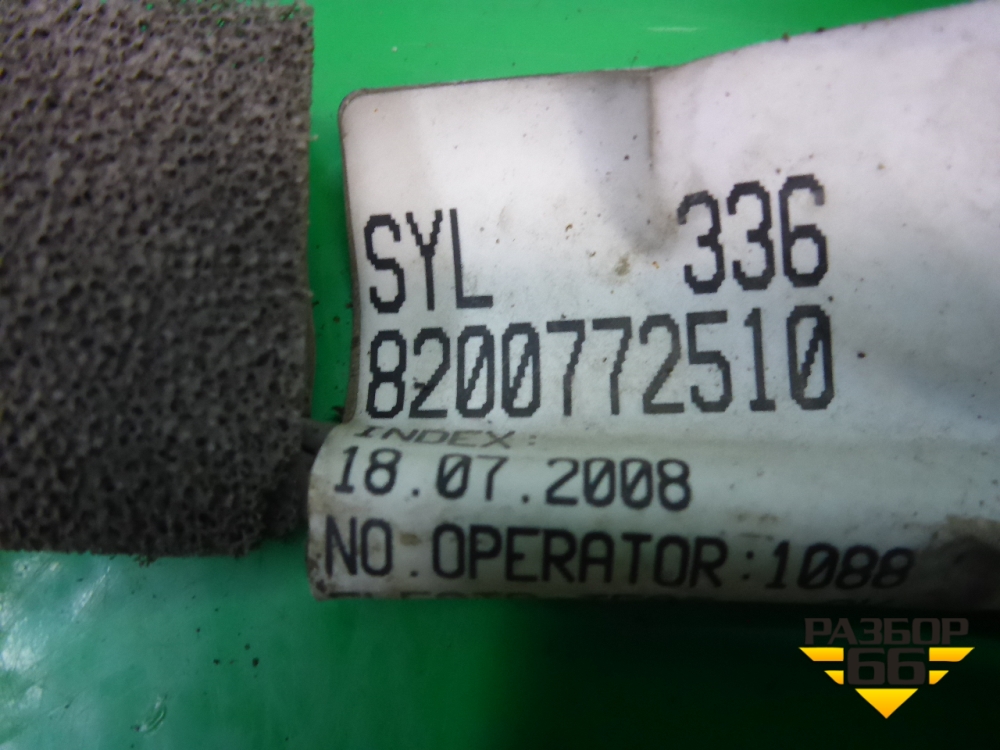 SYL 336
8200772510
INDEX:
18.07.2008
NO.OPERATOR:1088
РАЗБОР
66